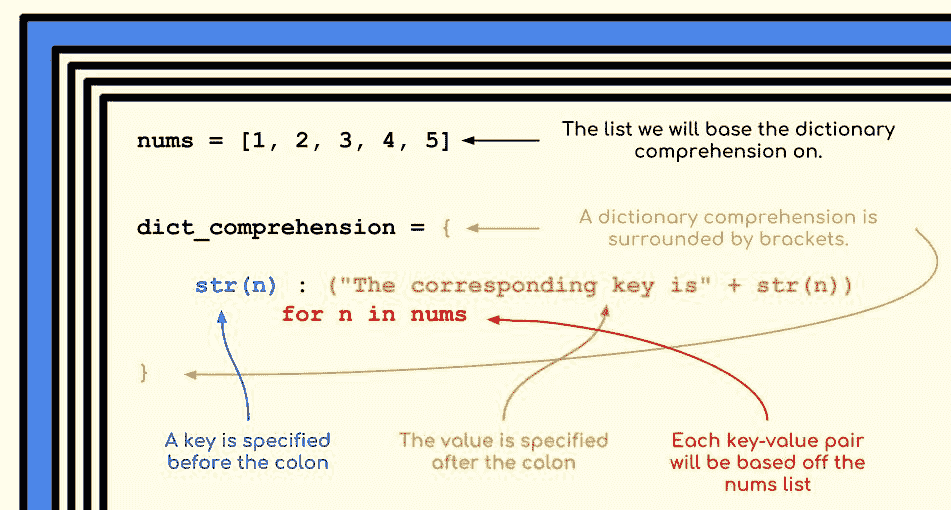 nums = [1, 2, 3, 4, 5]
The list we will base the dictionary
comprehension on.
dict_comprehension = {
A dictionary comprehension is
surrounded by brackets.
str(n) : ("The corresponding key is" + str(n))
for n in nums
}
A key is specified
before the colon
The value is specified
after the colon
Each key-value pair
will be based off the
nums list